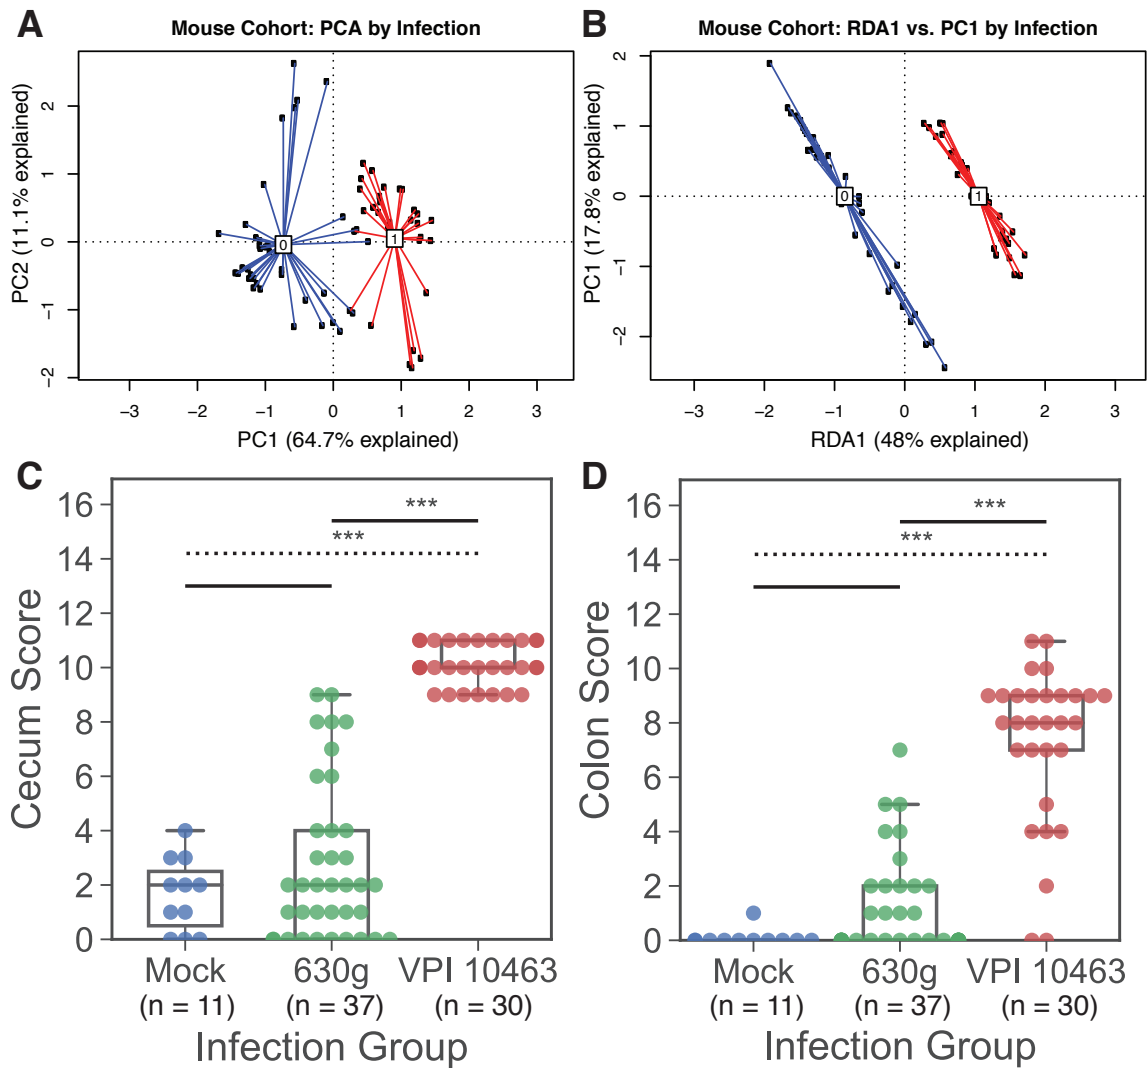 A
Mouse Cohort: PCA by Infection
PC2 (11.1% explained)
2
1
0
−1
−2
0
1
−3 −2 −1 0 1 2 3
PC1 (64.7% explained)
B
Mouse Cohort: RDA1 vs. PC1 by Infection
PC1 (17.8% explained)
2
1
0
−1
−2
0
1
−3 −2 −1 0 1 2 3
RDA1 (48% explained)
C
Cecum Score
16
14
12
10
8
6
4
2
0
***
***
Mock 630g VPI 10463
(n = 11) (n = 37) (n = 30)
Infection Group
D
Colon Score
16
14
12
10
8
6
4
2
0
***
***
Mock 630g VPI 10463
(n = 11) (n = 37) (n = 30)
Infection Group